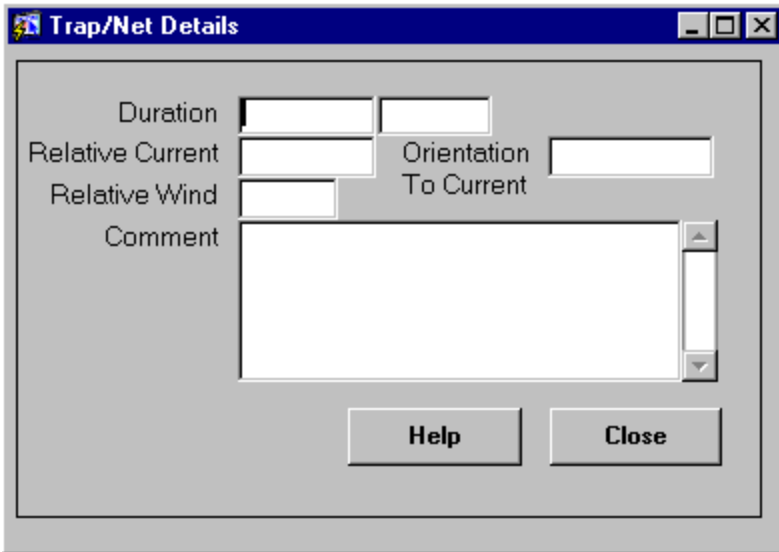 Trap/Net Details
Duration
Relative Current
Orientation
To Current
Relative Wind
Comment
Help
Close